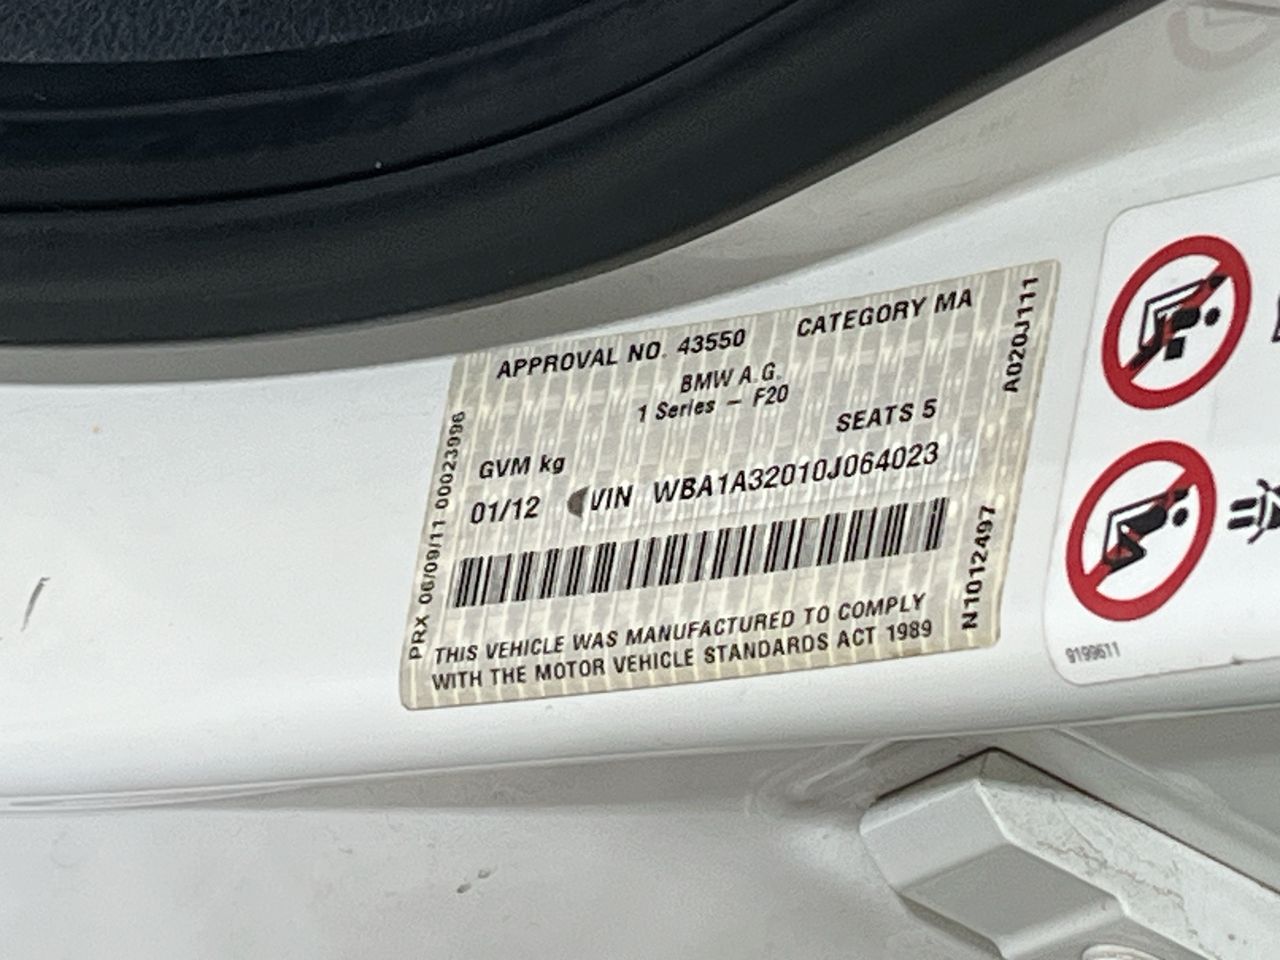 APPROVAL NO. 43550 CATEGORY MA
BMW A.G.
1 Series – F20
SEATS 5
GVM kg
01/12 VIN WBA1A32010J064023
THIS VEHICLE WAS MANUFACTURED TO COMPLY
WITH THE MOTOR VEHICLE STANDARDS ACT 1989
PRX 06/09/11 00023996
A020J111
N1012497
9199611